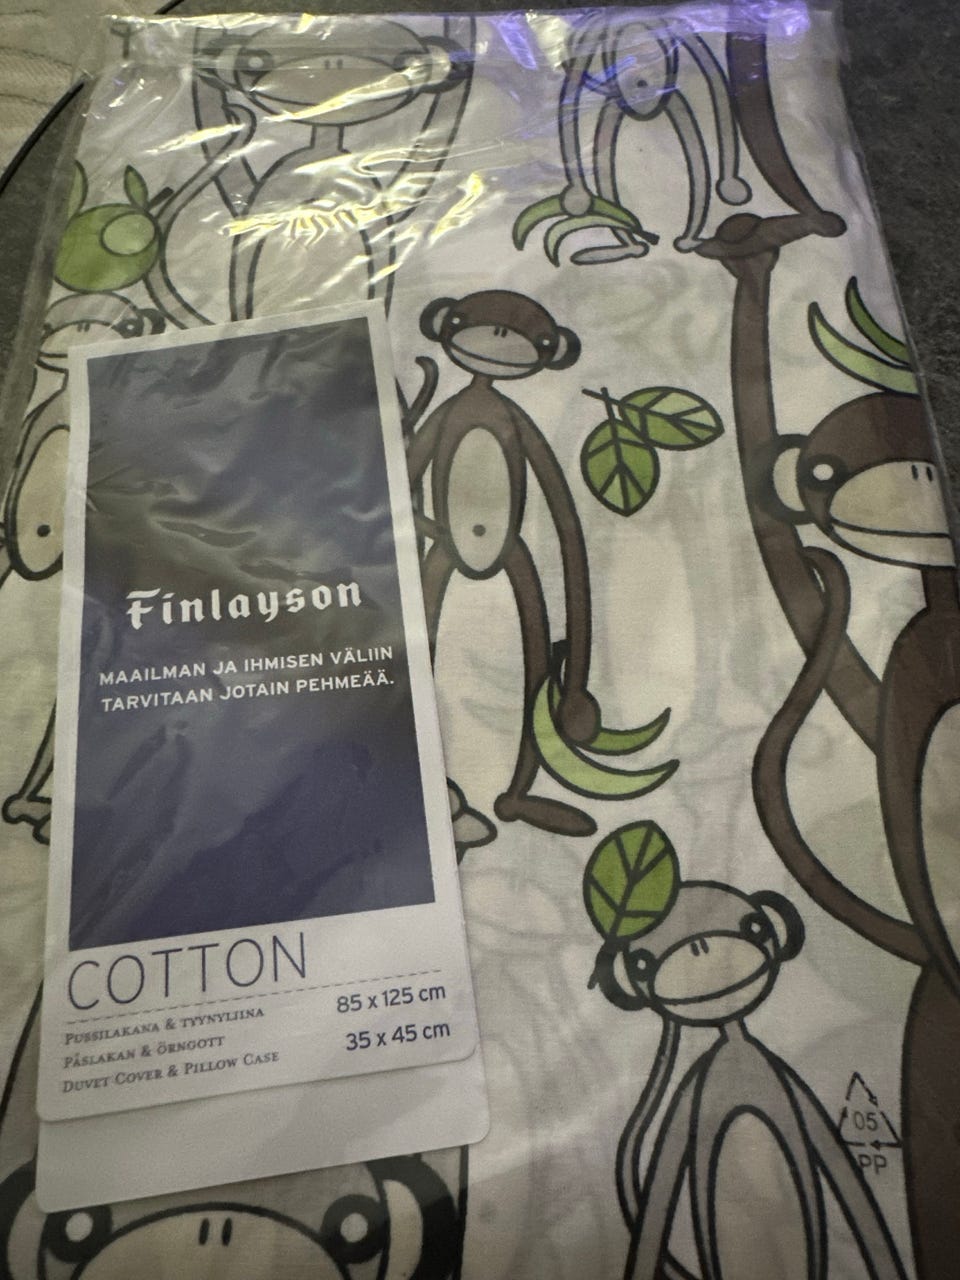 Finlayson
MAAILMAN JA IHMISEN VÄLIIN
TARVITAAN JOTAIN PEHMEÄÄ.
COTTON
PUSSILAKANA & TYYNYLIINA
PÅSLAKAN & ÖRNGOTT
DUVET COVER & PILLOW CASE
85 x 125 cm
35 x 45 cm
05
PP